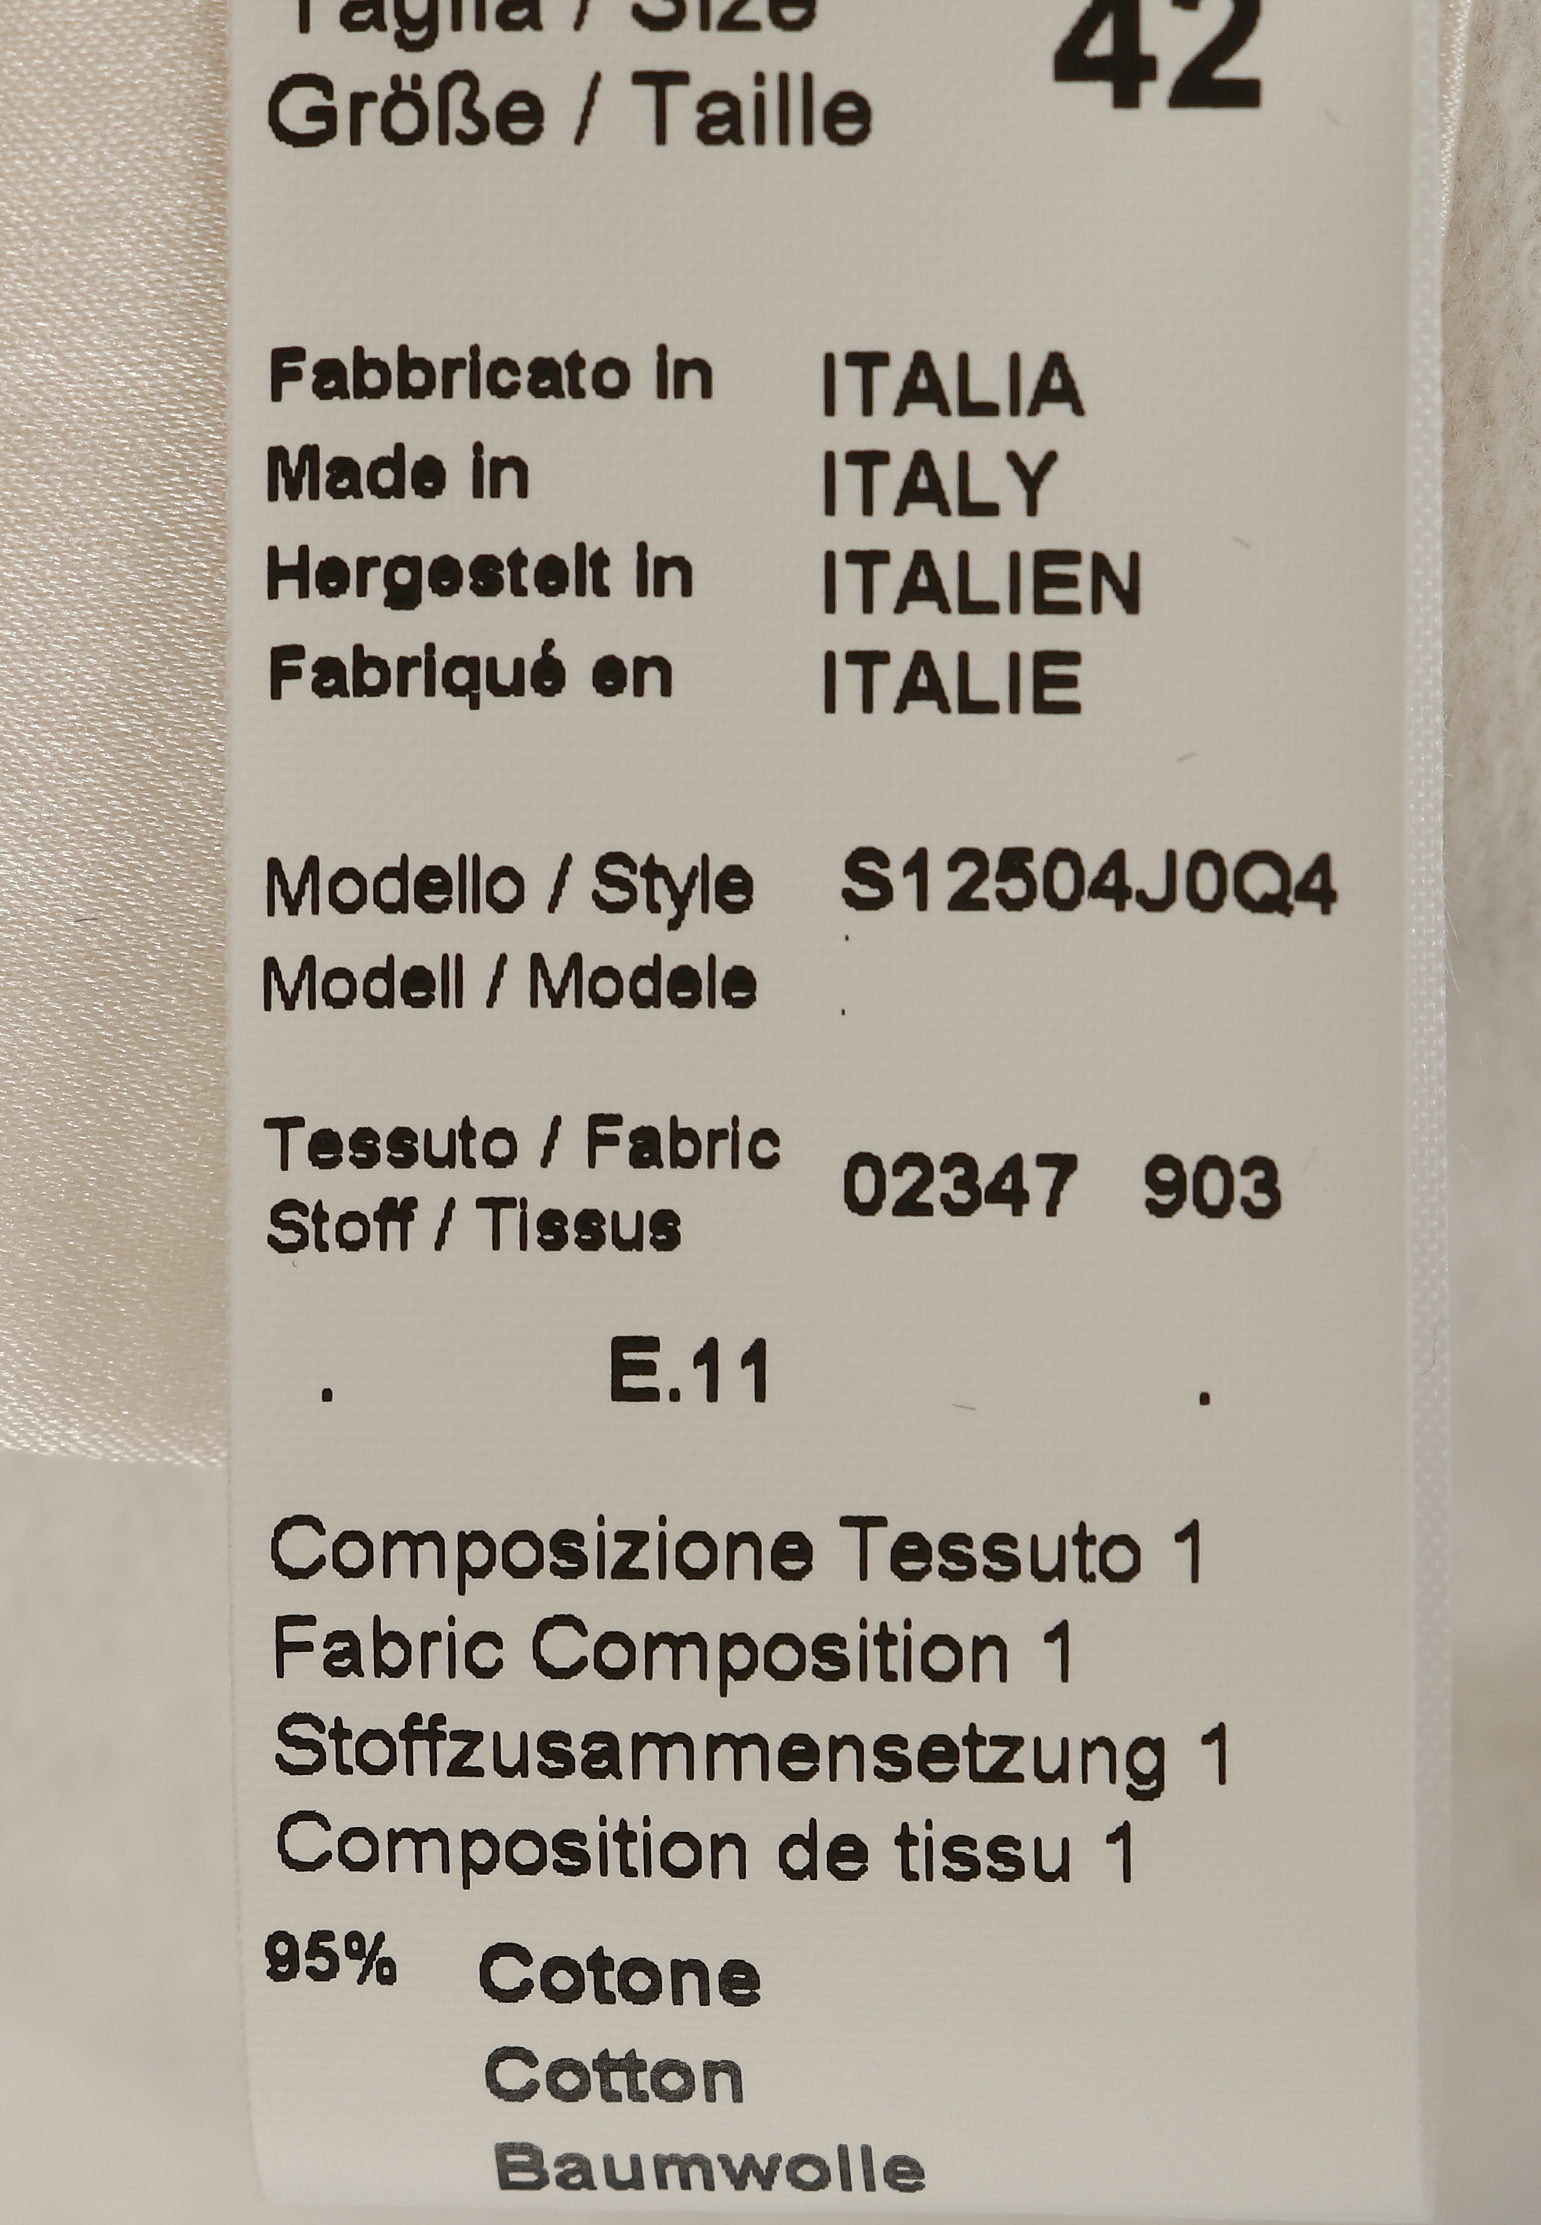 Taglia / Size
Größe / Taille 42
Fabbricato in ITALIA
Made in ITALY
Hergestelt in ITALIEN
Fabriqué en ITALIE
Modello / Style S12504J0Q4
Modell / Modele
Tessuto / Fabric 02347 903
Stoff / Tissus
. E.11 .
Composizione Tessuto 1
Fabric Composition 1
Stoffzusammensetzung 1
Composition de tissu 1
95% Cotone
Cotton
Baumwolle